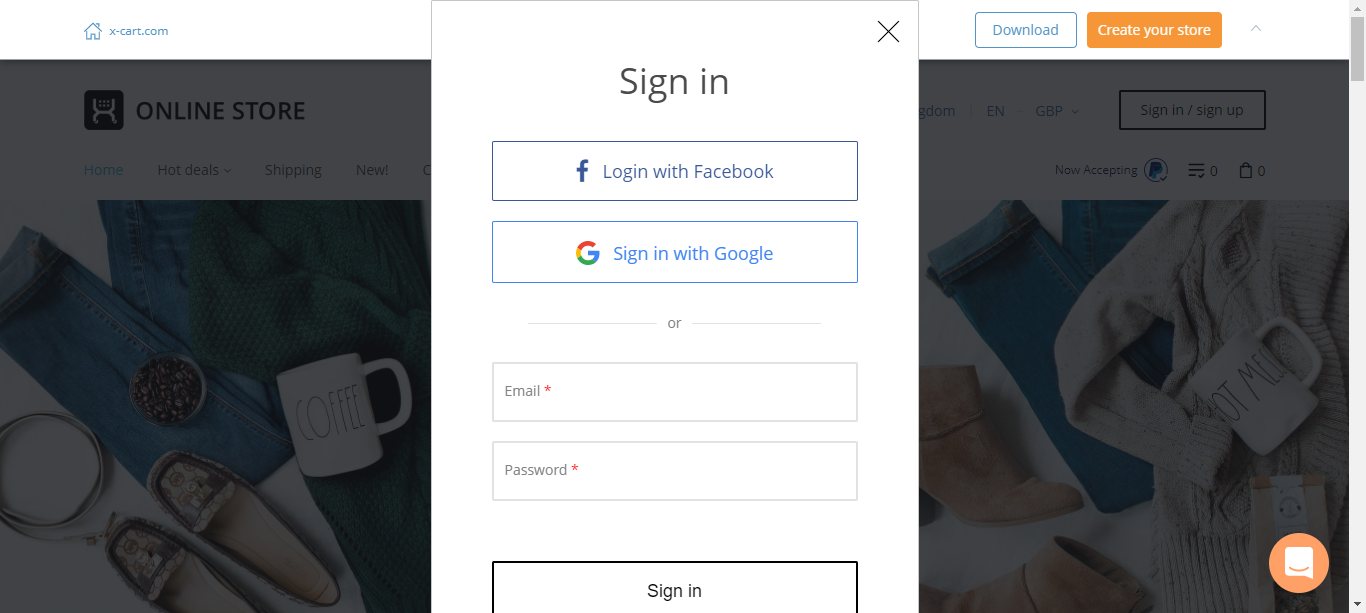 x-cart.com
Download
Create your store
Sign in
ONLINE STORE
gdom
EN
GBP
Sign in / sign up
Login with Facebook
Home
Hot deals
Shipping
New!
C
Now Accepting
0
0
Sign in with Google
or
Email *
COFFEE
Password *
Sign in